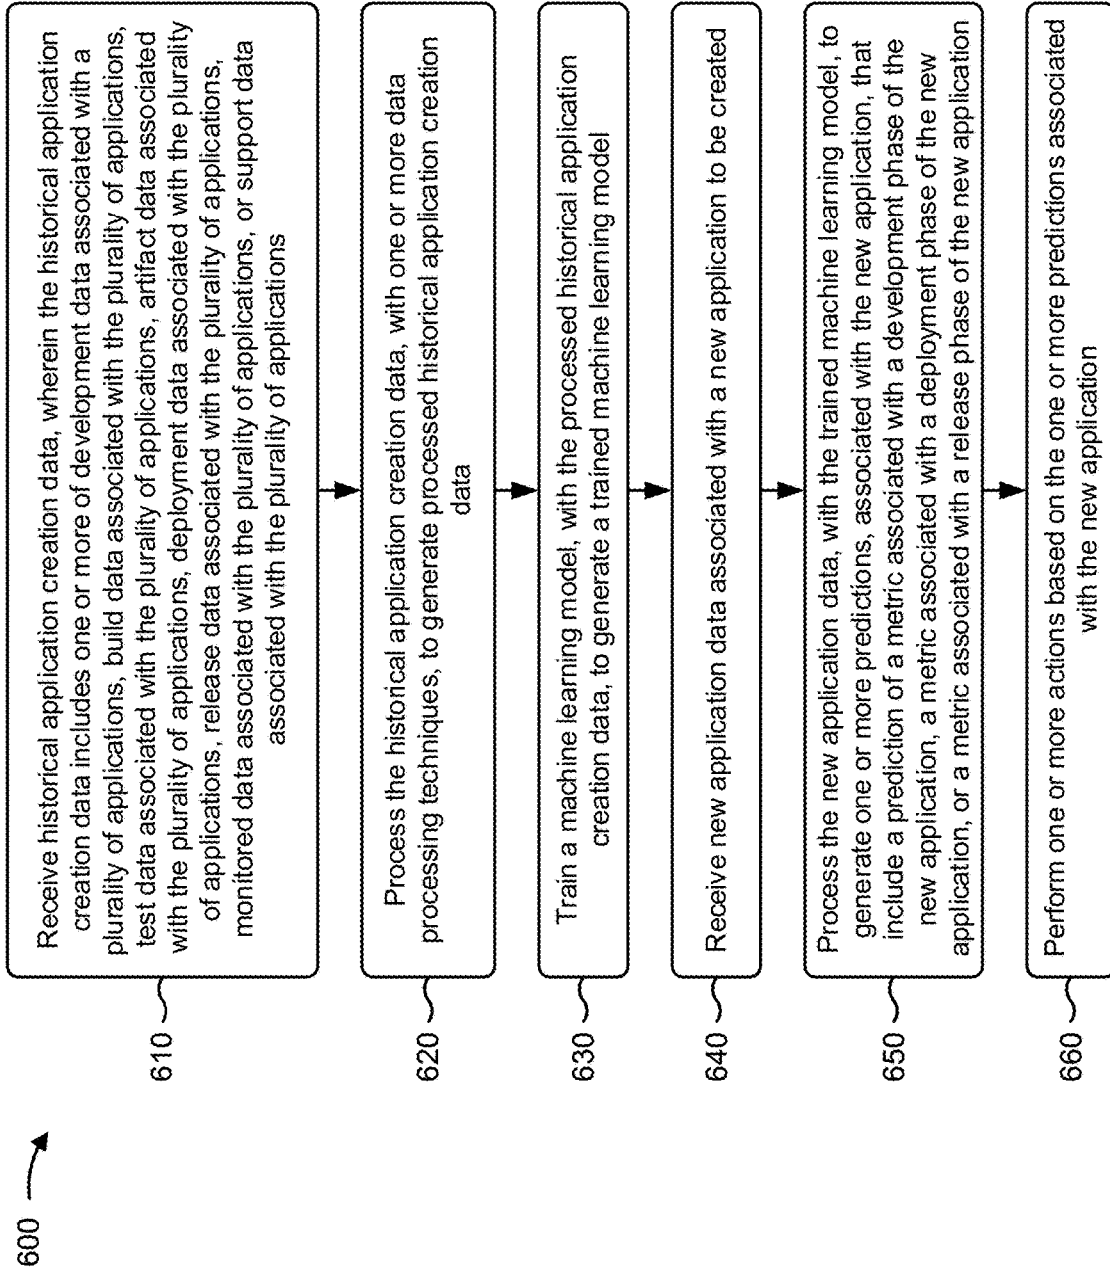 600
610
Receive historical application creation data, wherein the historical application
creation data includes one or more of development data associated with a
plurality of applications, build data associated with the plurality of applications,
test data associated with the plurality of applications, artifact data associated
with the plurality of applications, deployment data associated with the plurality
of applications, release data associated with the plurality of applications,
monitored data associated with the plurality of applications, or support data
associated with the plurality of applications
620
Process the historical application creation data, with one or more data
processing techniques, to generate processed historical application creation
data
630
Train a machine learning model, with the processed historical application
creation data, to generate a trained machine learning model
640
Receive new application data associated with a new application to be created
650
Process the new application data, with the trained machine learning model, to
generate one or more predictions, associated with the new application, that
include a prediction of a metric associated with a development phase of the
new application, a metric associated with a deployment phase of the new
application, or a metric associated with a release phase of the new application
660
Perform one or more actions based on the one or more predictions associated
with the new application